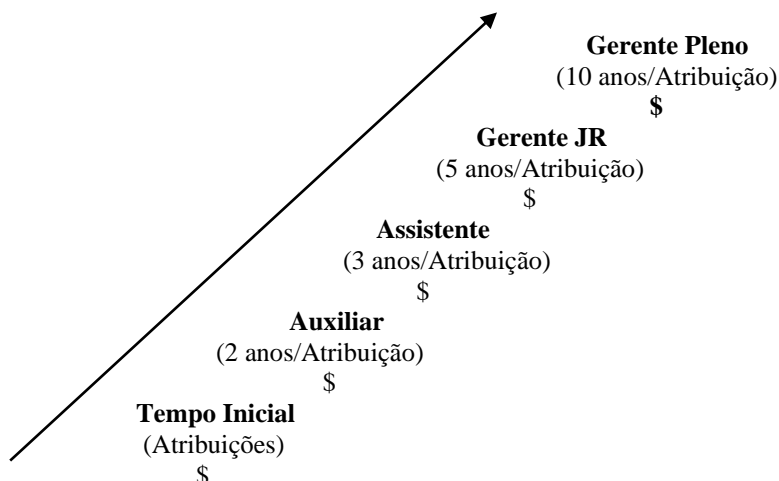 Gerente Pleno
(10 anos/Atribuição)
$
Gerente JR
(5 anos/Atribuição)
$
Assistente
(3 anos/Atribuição)
$
Auxiliar
(2 anos/Atribuição)
$
Tempo Inicial
(Atribuições)
$